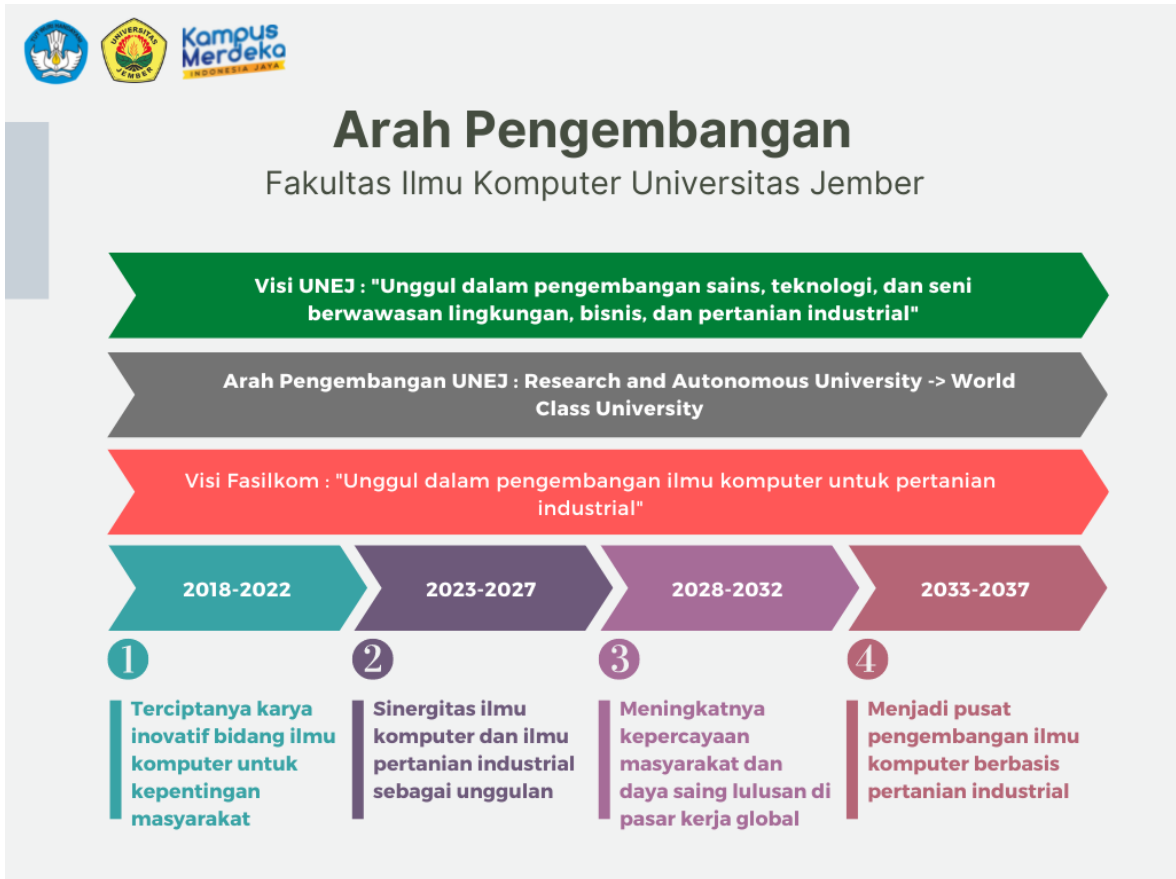 TUT WURI HANDAYANI
UNIVERSITAS
JEMBER
Kampus
Merdeka
INDONESIA JAYA
Arah Pengembangan
Fakultas Ilmu Komputer Universitas Jember
Visi UNEJ : "Unggul dalam pengembangan sains, teknologi, dan seni
berwawasan lingkungan, bisnis, dan pertanian industrial"
Arah Pengembangan UNEJ : Research and Autonomous University -> World
Class University
Visi Fasilkom : "Unggul dalam pengembangan ilmu komputer untuk pertanian
industrial"
2018-2022
2023-2027
2028-2032
2033-2037
1
Terciptanya karya
inovatif bidang ilmu
komputer untuk
kepentingan
masyarakat
2
Sinergitas ilmu
komputer dan ilmu
pertanian industrial
sebagai unggulan
3
Meningkatnya
kepercayaan
masyarakat dan
daya saing lulusan di
pasar kerja global
4
Menjadi pusat
pengembangan ilmu
komputer berbasis
pertanian industrial